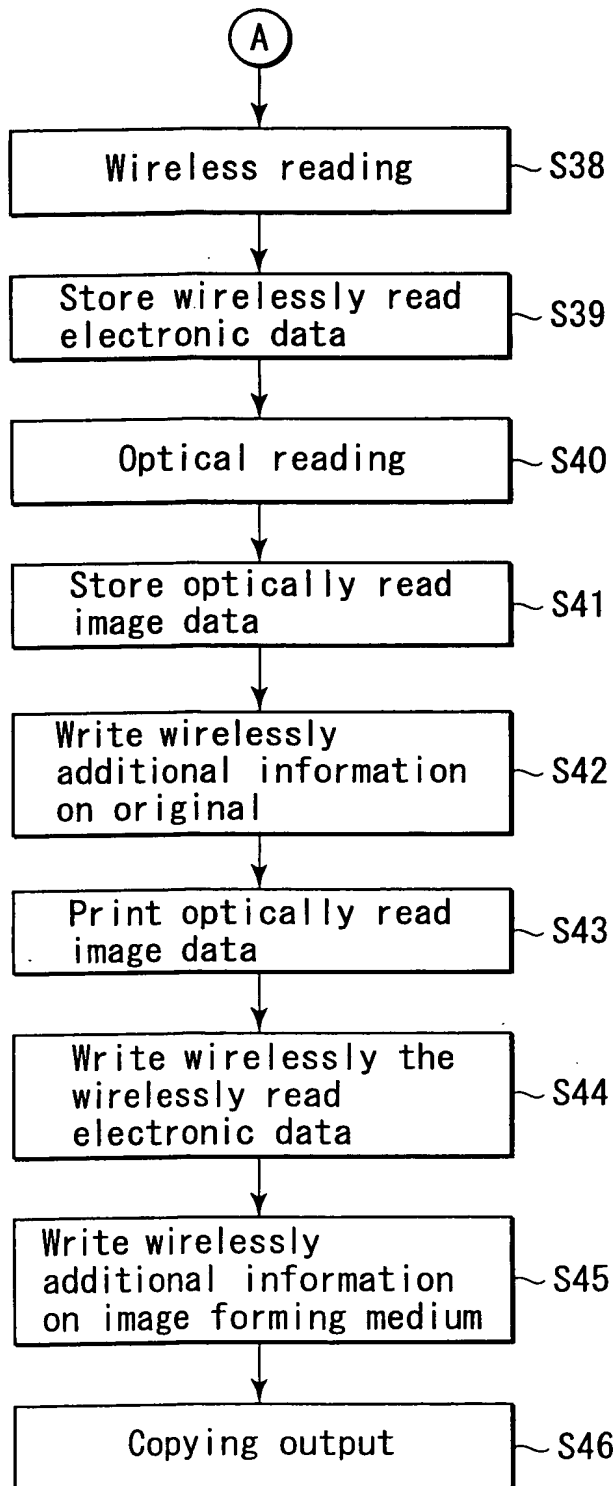 A
Wireless reading
S38
Store wirelessly read
electronic data
S39
Optical reading
S40
Store optically read
image data
S41
Write wirelessly
additional information
on original
S42
Print optically read
image data
S43
Write wirelessly the
wirelessly read
electronic data
S44
Write wirelessly
additional information
on image forming medium
S45
Copying output
S46